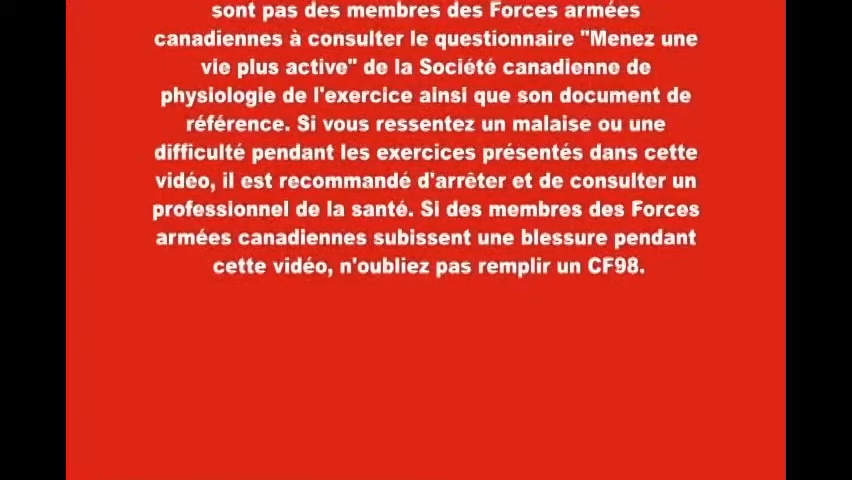 sont pas des membres des Forces armées
canadiennes à consulter le questionnaire "Menez une
vie plus active" de la Société canadienne de
physiologie de l'exercice ainsi que son document de
référence. Si vous ressentez un malaise ou une
difficulté pendant les exercices présentés dans cette
vidéo, il est recommandé d'arrêter et de consulter un
professionnel de la santé. Si des membres des Forces
armées canadiennes subissent une blessure pendant
cette vidéo, n'oubliez pas remplir un CF98.